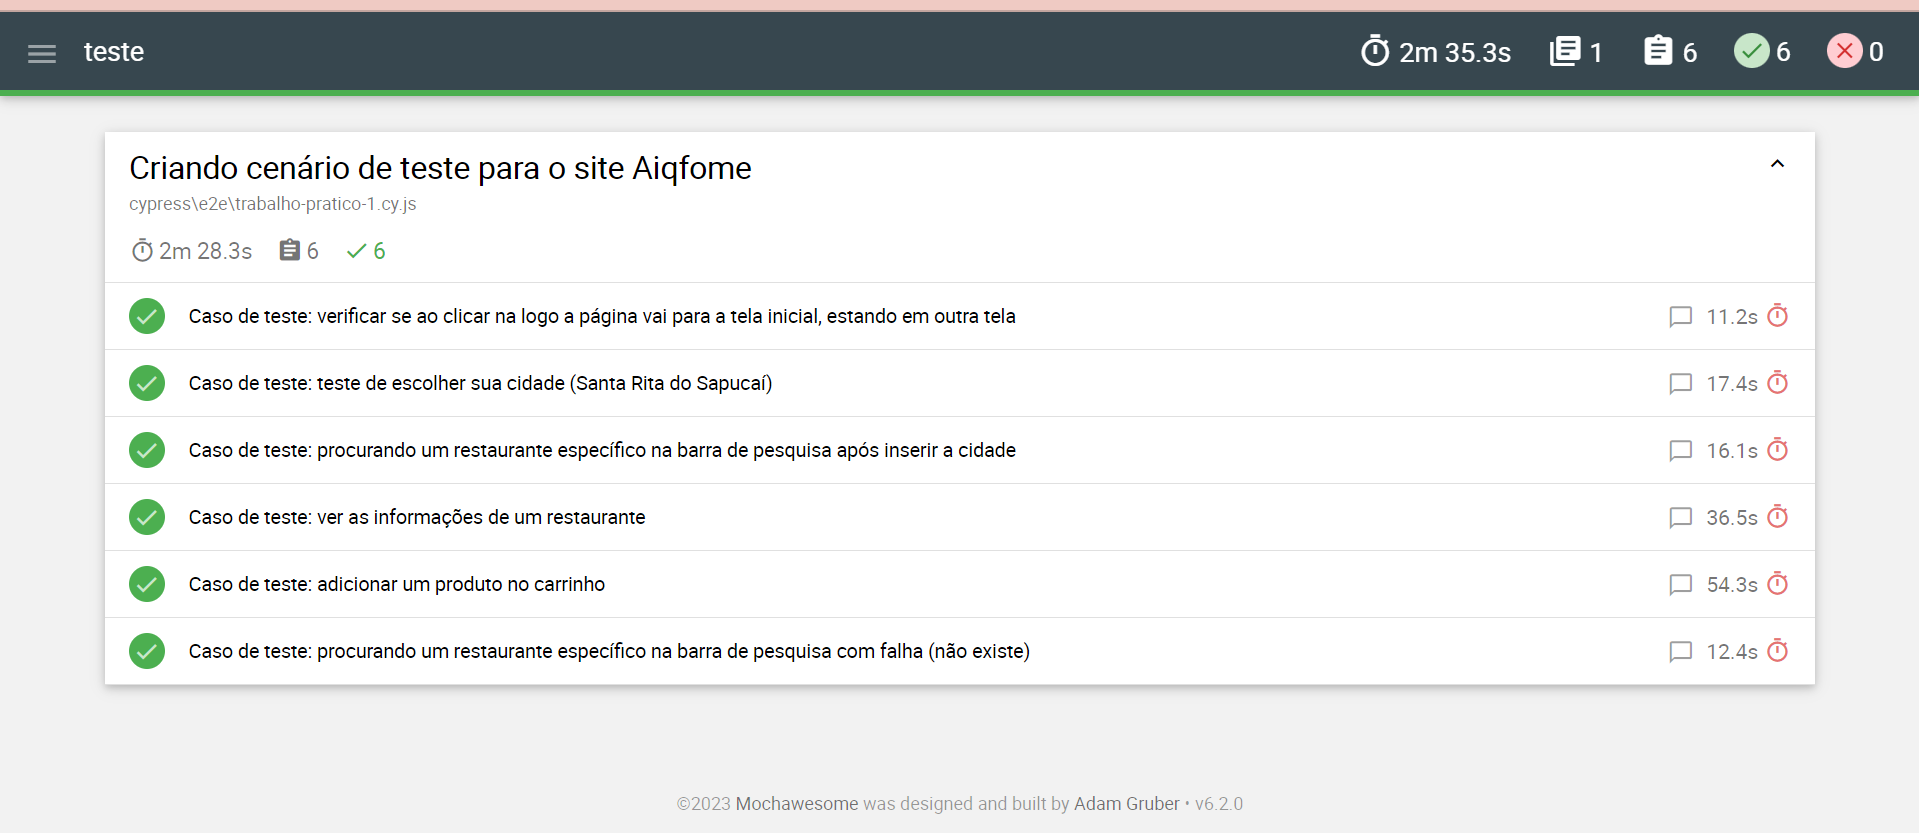 teste
2m 35.3s 1 6 6 0
Criando cenário de teste para o site Aiqfome
cypress\e2e\trabalho-pratico-1.cy.js
2m 28.3s 6 6
Caso de teste: verificar se ao clicar na logo a página vai para a tela inicial, estando em outra tela 11.2s
Caso de teste: teste de escolher sua cidade (Santa Rita do Sapucaí) 17.4s
Caso de teste: procurando um restaurante específico na barra de pesquisa após inserir a cidade 16.1s
Caso de teste: ver as informações de um restaurante 36.5s
Caso de teste: adicionar um produto no carrinho 54.3s
Caso de teste: procurando um restaurante específico na barra de pesquisa com falha (não existe) 12.4s
©2023 Mochawesome was designed and built by Adam Gruber • v6.2.0